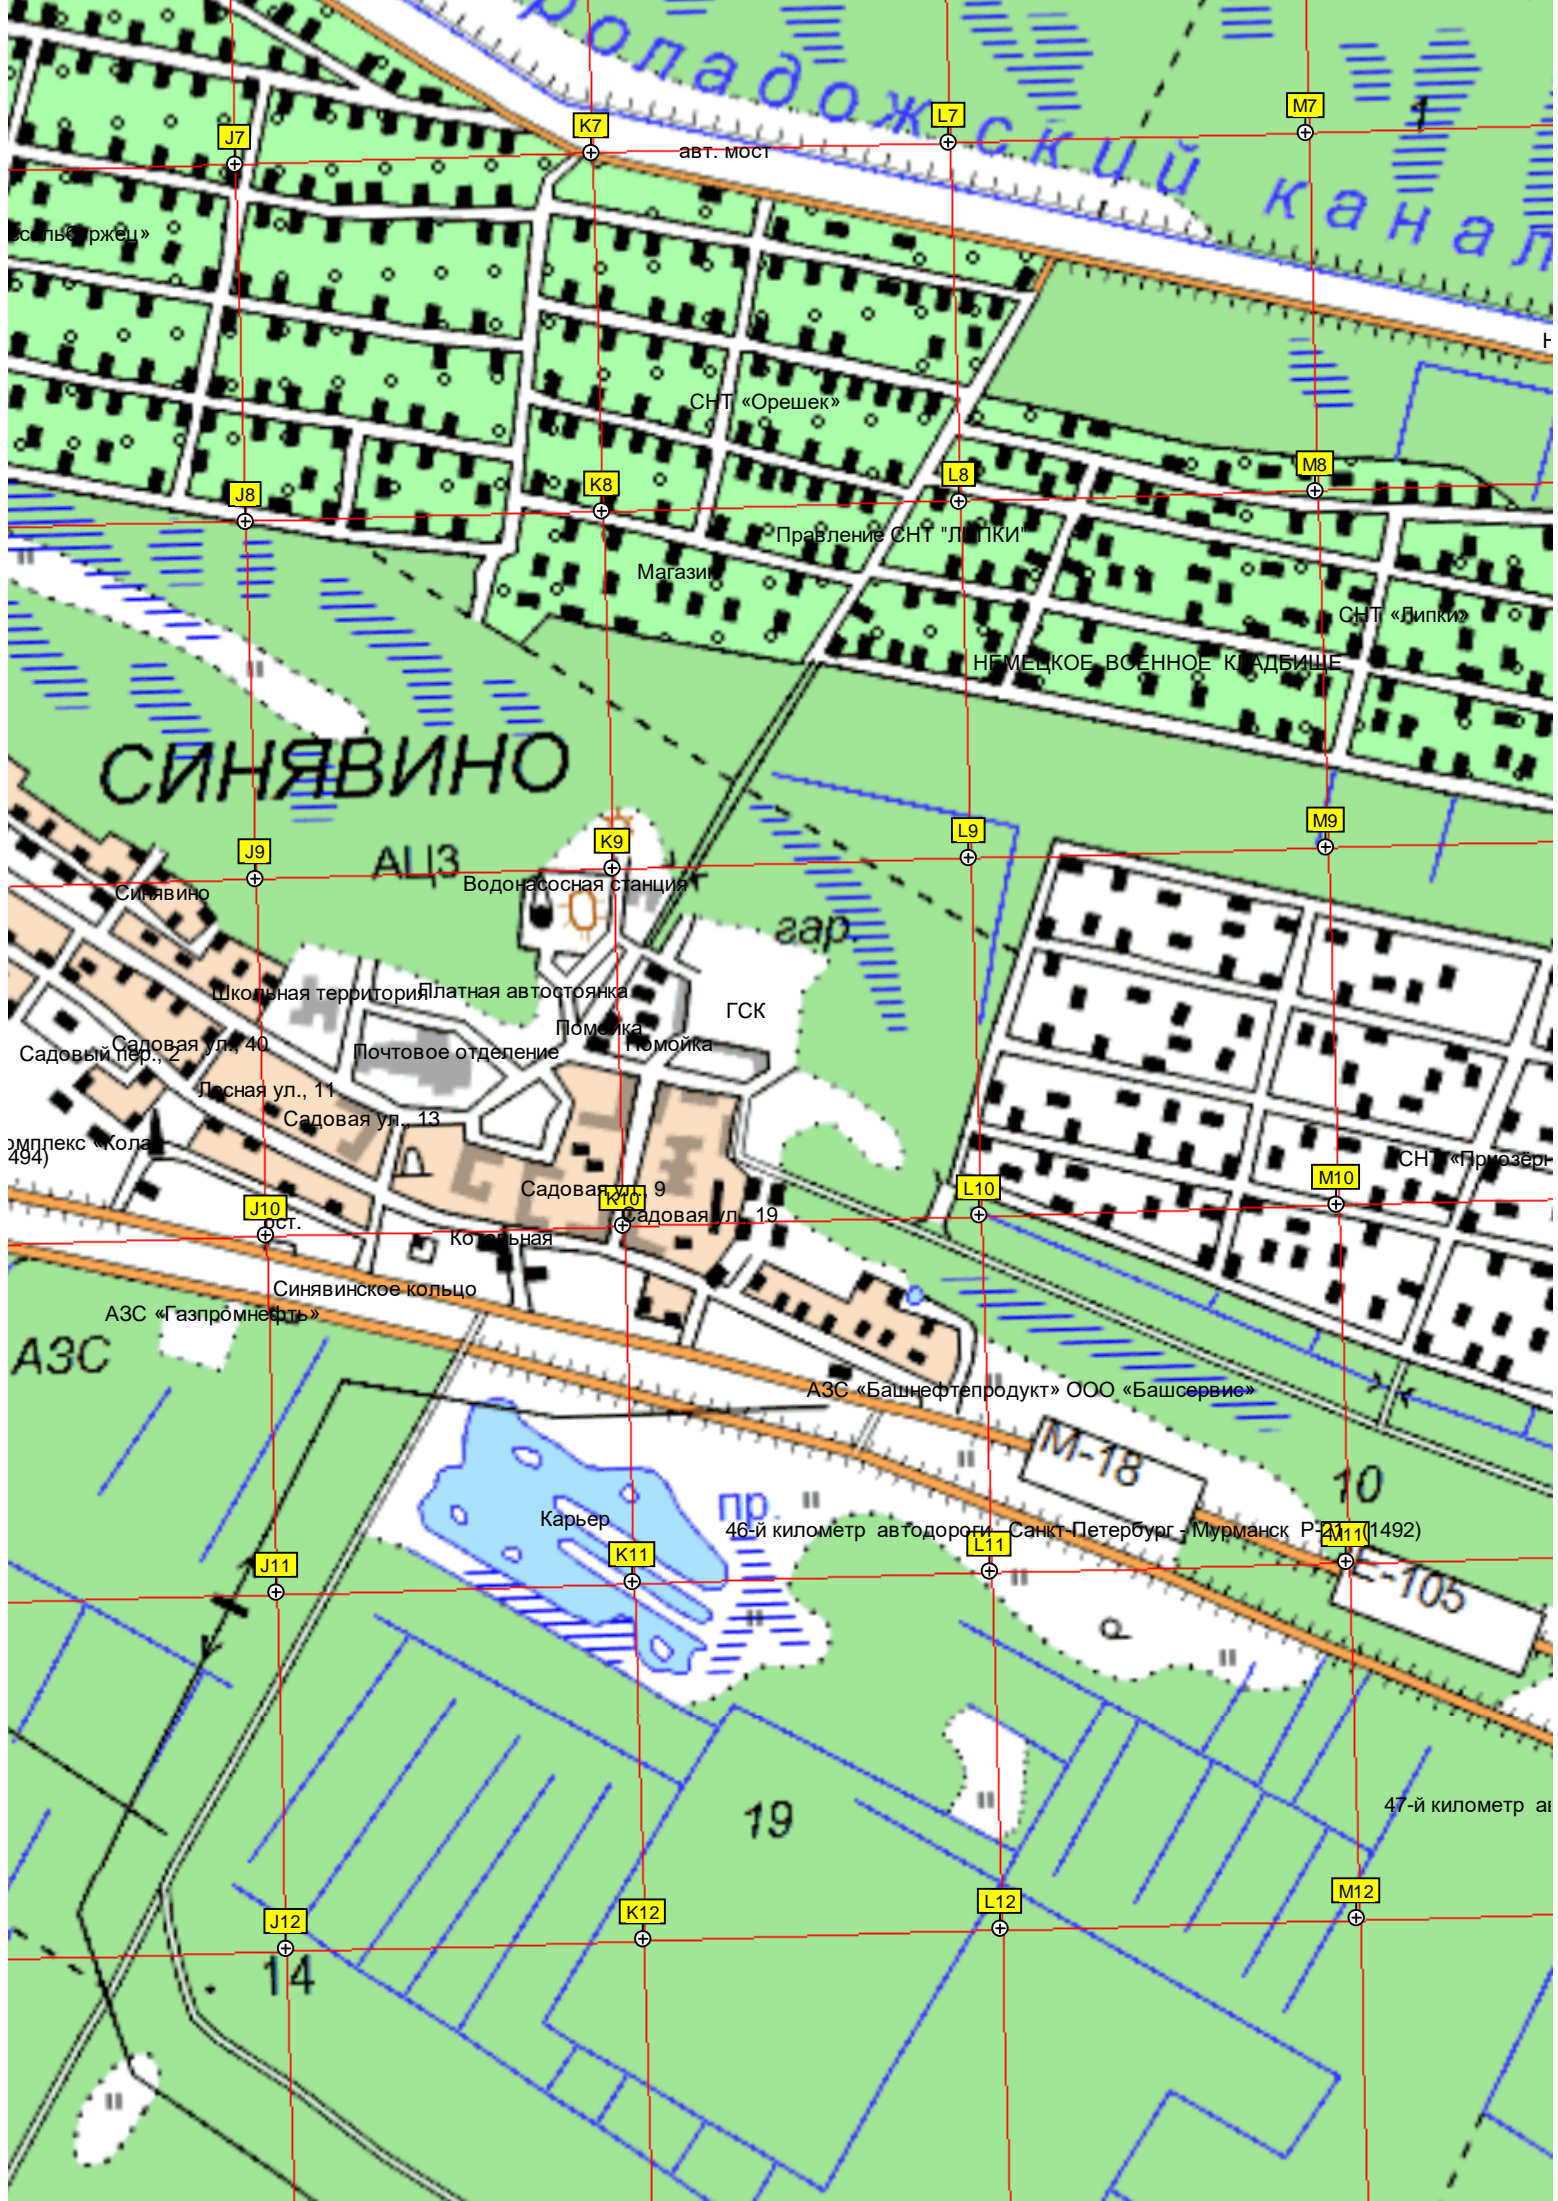 роладожский канал
K7
L7
M7
1
J7
авт. мост
ссельбуржец»
Н
СНТ «Орешек»
J8
K8
L8
M8
Правление СНТ "ЛИПКИ"
Магазин
СНТ «Липки»
НЕМЕЦКОЕ ВОЕННОЕ КЛАДБИЩЕ
СИНЯВИНО
J9
K9
L9
M9
АЦЗ
Водонасосная станция
Синявино
гар.
Школьная территория
Платная автостоянка
ГСК
Помойка
Помойка
Садовая ул., 40
Садовый пер., 2
Почтовое отделение
Лесная ул., 11
Садовая ул., 13
омплекс «Кола
494)
СНТ «Приозёрн
J10
K10
L10
M10
Садовая ул., 9
Садовая ул., 19
ост.
Котельная
Синявинское кольцо
АЗС «Газпромнефть»
АЗС
АЗС «Башнефтепродукт» ООО «Башсервис»
М-18
10
пр.
Карьер
46-й километр автодороги Санкт-Петербург - Мурманск Р-21 (1492)
J11
K11
L11
M11
Е-105
Р
19
47-й километр ав
J12
K12
L12
M12
14